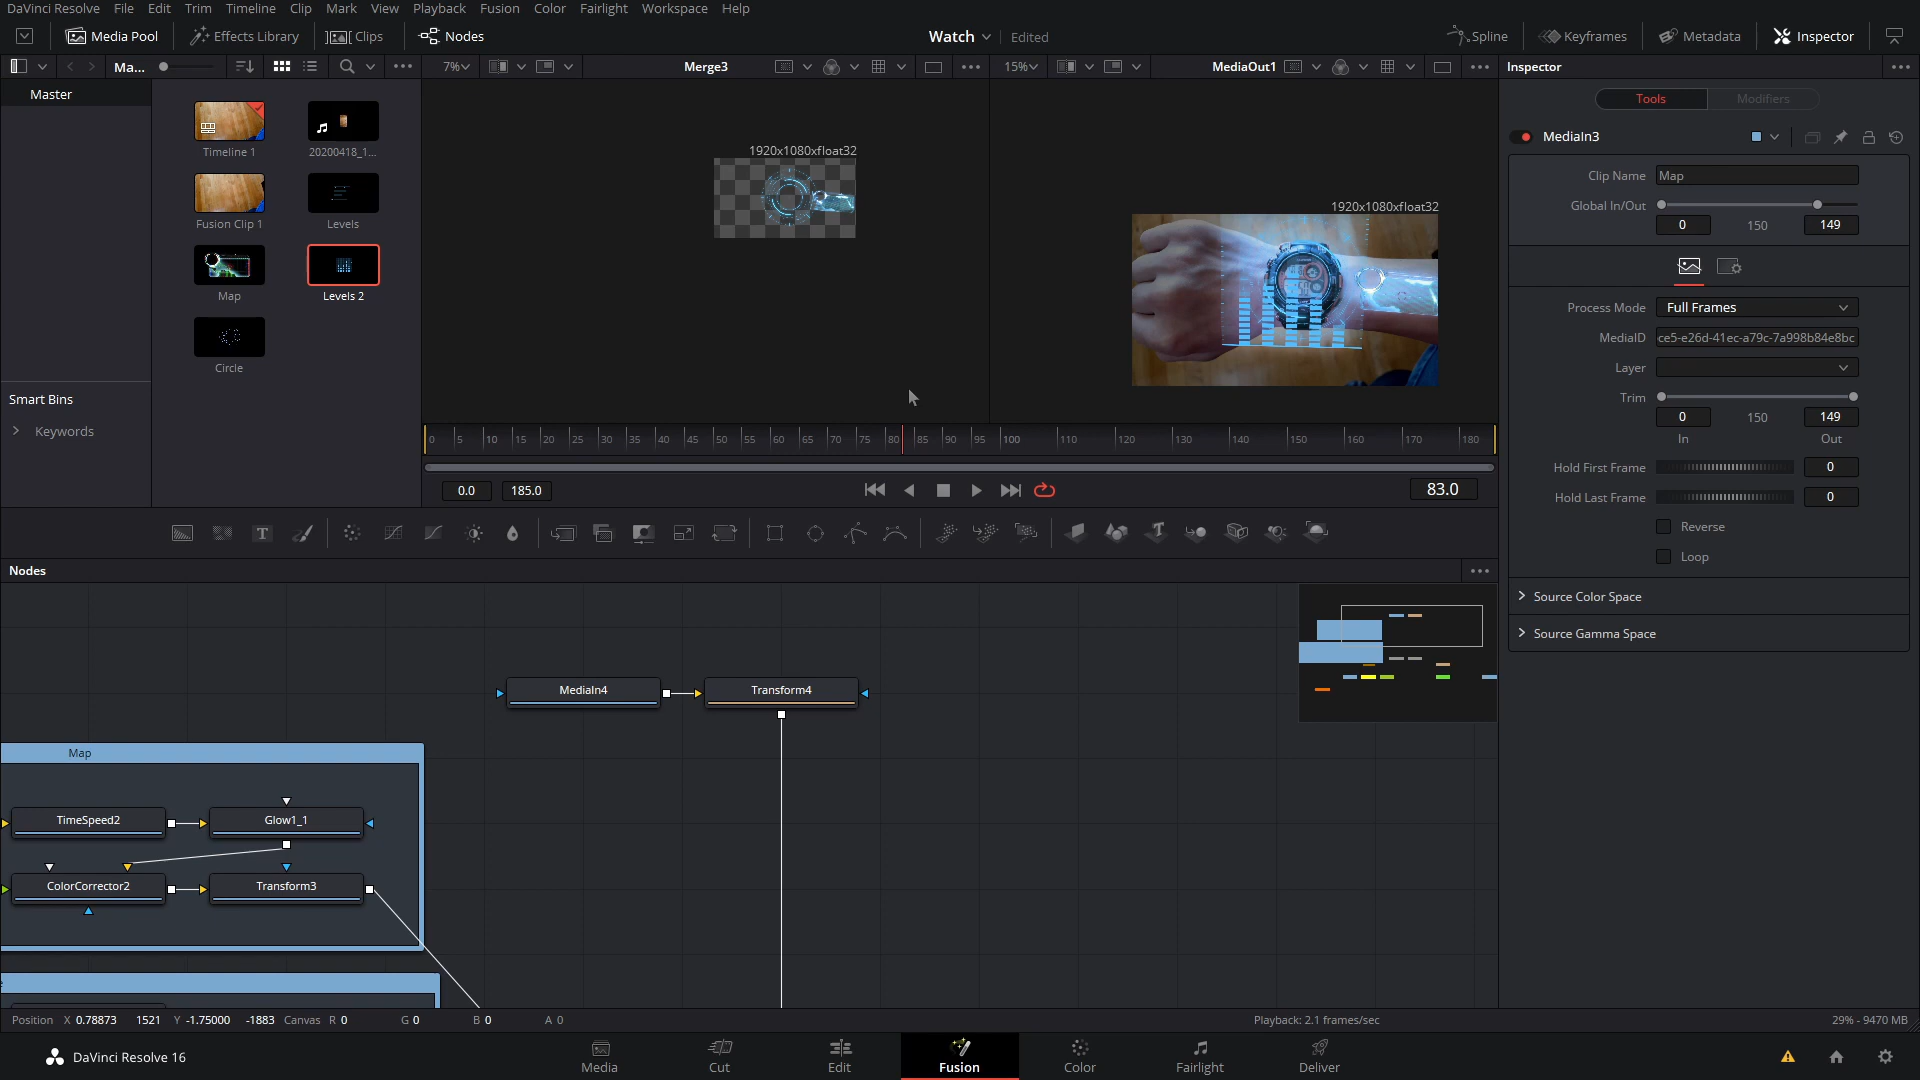 DaVinci Resolve File Edit Trim Timeline Clip Mark View Playback Fusion Color Fairlight Workspace Help
Media Pool Effects Library Clips Nodes Watch Edited Spline Keyframes Metadata Inspector
Ma... 7% Merge3 15% MediaOut1 Inspector
Master
Timeline 1
20200418_1...
Fusion Clip 1
Levels
Map
Levels 2
Circle
Smart Bins
Keywords
1920x1080xfloat32
1920x1080xfloat32
0 5 10 15 20 25 30 35 40 45 50 55 60 65 70 75 80 85 90 95 100 110 120 130 140 150 160 170 180
0.0 185.0 83.0
Tools Modifiers
MediaIn3
Clip Name Map
Global In/Out
0 150 149
Process Mode Full Frames
MediaID ce5-e26d-41ec-a79c-7a998b84e8bc
Layer
Trim
0 150 149
In Out
Hold First Frame 0
Hold Last Frame 0
Reverse
Loop
Source Color Space
Source Gamma Space
Nodes
MediaIn4 Transform4
Map
TimeSpeed2 Glow1_1
ColorCorrector2 Transform3
Position X 0.78873 1521 Y -1.75000 -1883 Canvas R 0 G 0 B 0 A 0 Playback: 2.1 frames/sec 29% - 9470 MB
DaVinci Resolve 16 Media Cut Edit Fusion Color Fairlight Deliver